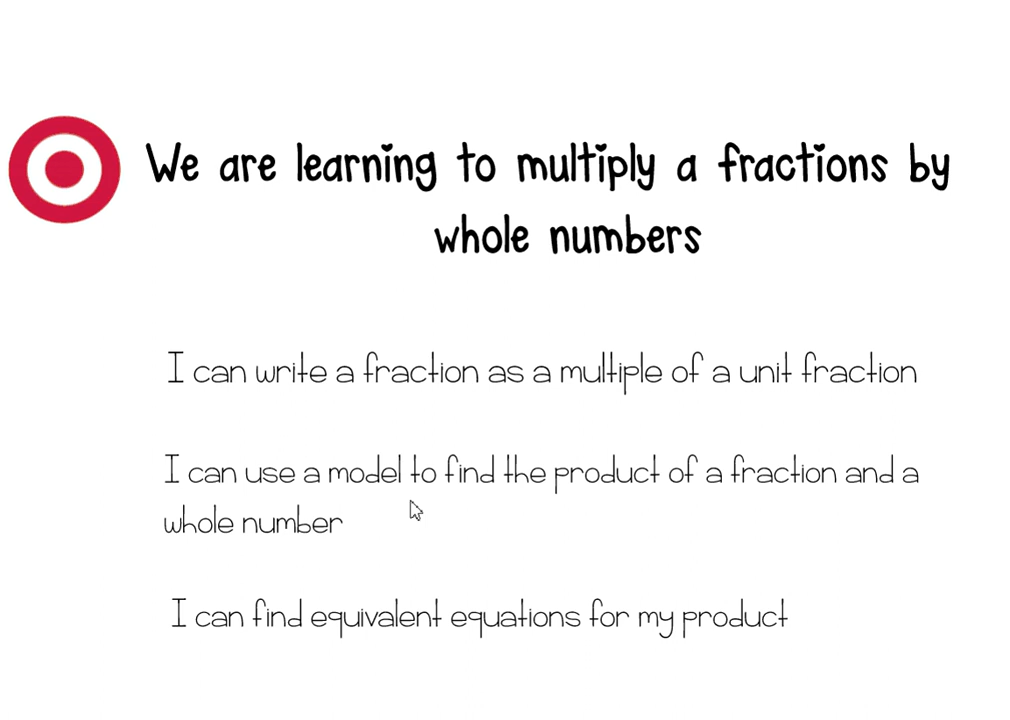 We are learning to multiply a fractions by
whole numbers
I can write a fraction as a multiple of a unit fraction
I can use a model to find the product of a fraction and a
whole number
I can find equivalent equations for my product